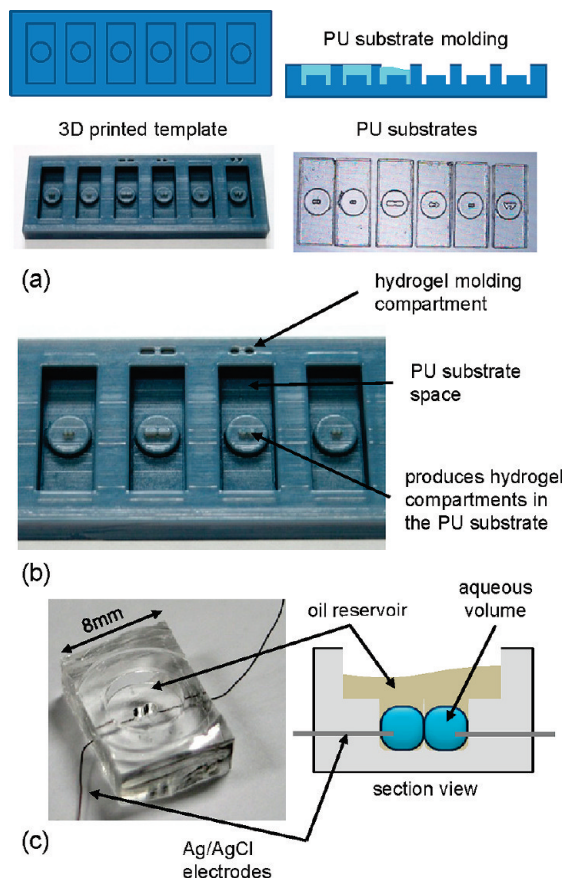 PU substrate molding
3D printed template
PU substrates
(a)
hydrogel molding
compartment
PU substrate
space
produces hydrogel
compartments in
the PU substrate
(b)
8mm
oil reservoir
aqueous
volume
section view
(c)
Ag/AgCl
electrodes